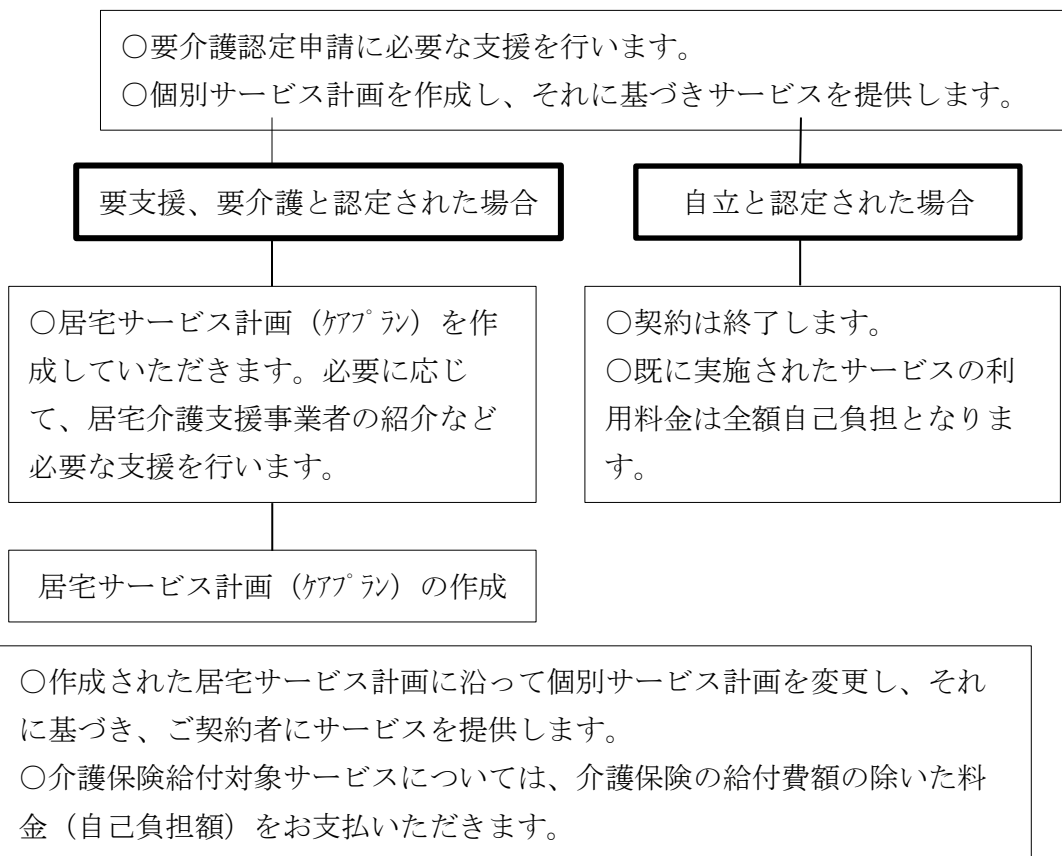 ○要介護認定申請に必要な支援を行います。
○個別サービス計画を作成し、それに基づきサービスを提供します。
要支援、要介護と認定された場合
自立と認定された場合
○居宅サービス計画（ｹｱﾌﾟﾗﾝ）を作
成していただきます。必要に応じ
て、居宅介護支援事業者の紹介など
必要な支援を行います。
○契約は終了します。
○既に実施されたサービスの利
用料金は全額自己負担となりま
す。
居宅サービス計画（ｹｱﾌﾟﾗﾝ）の作成
○作成された居宅サービス計画に沿って個別サービス計画を変更し、それ
に基づき、ご契約者にサービスを提供します。
○介護保険給付対象サービスについては、介護保険の給付費額の除いた料
金（自己負担額）をお支払いただきます。